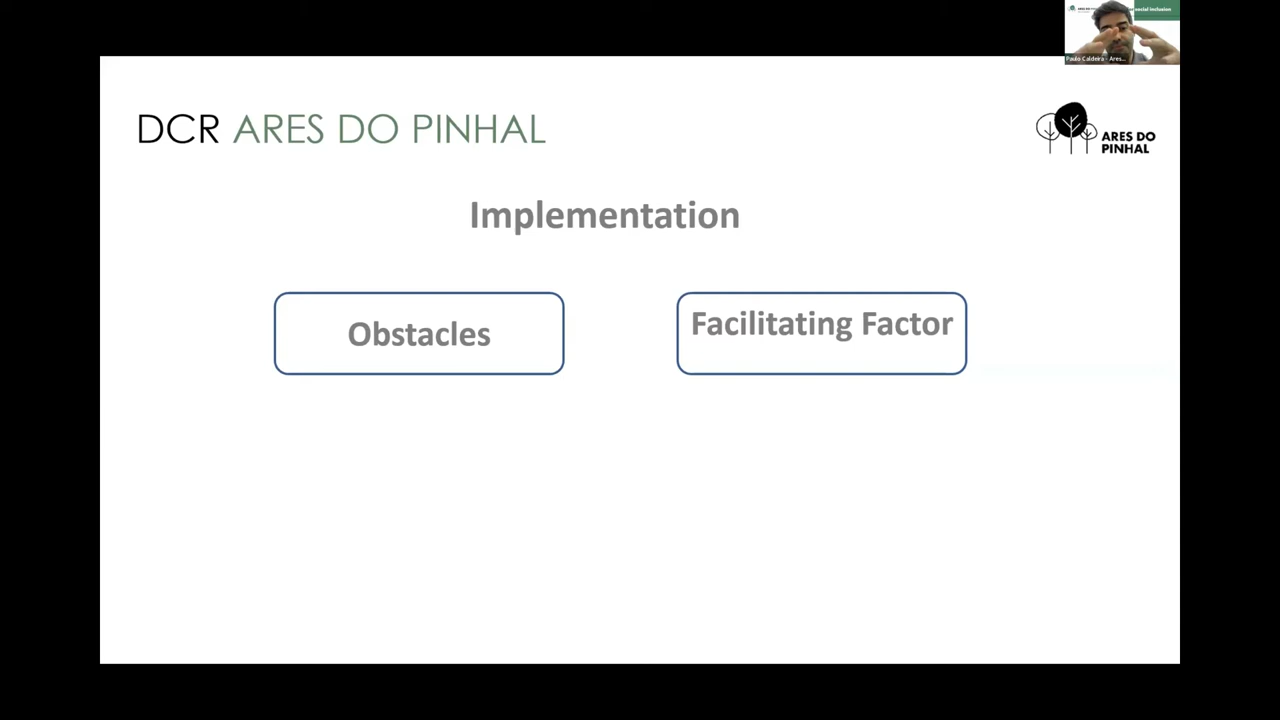 social inclusion
Paulo Caldeira - Ares...
DCR ARES DO PINHAL
ARES DO
PINHAL
Implementation
Obstacles
Facilitating Factor